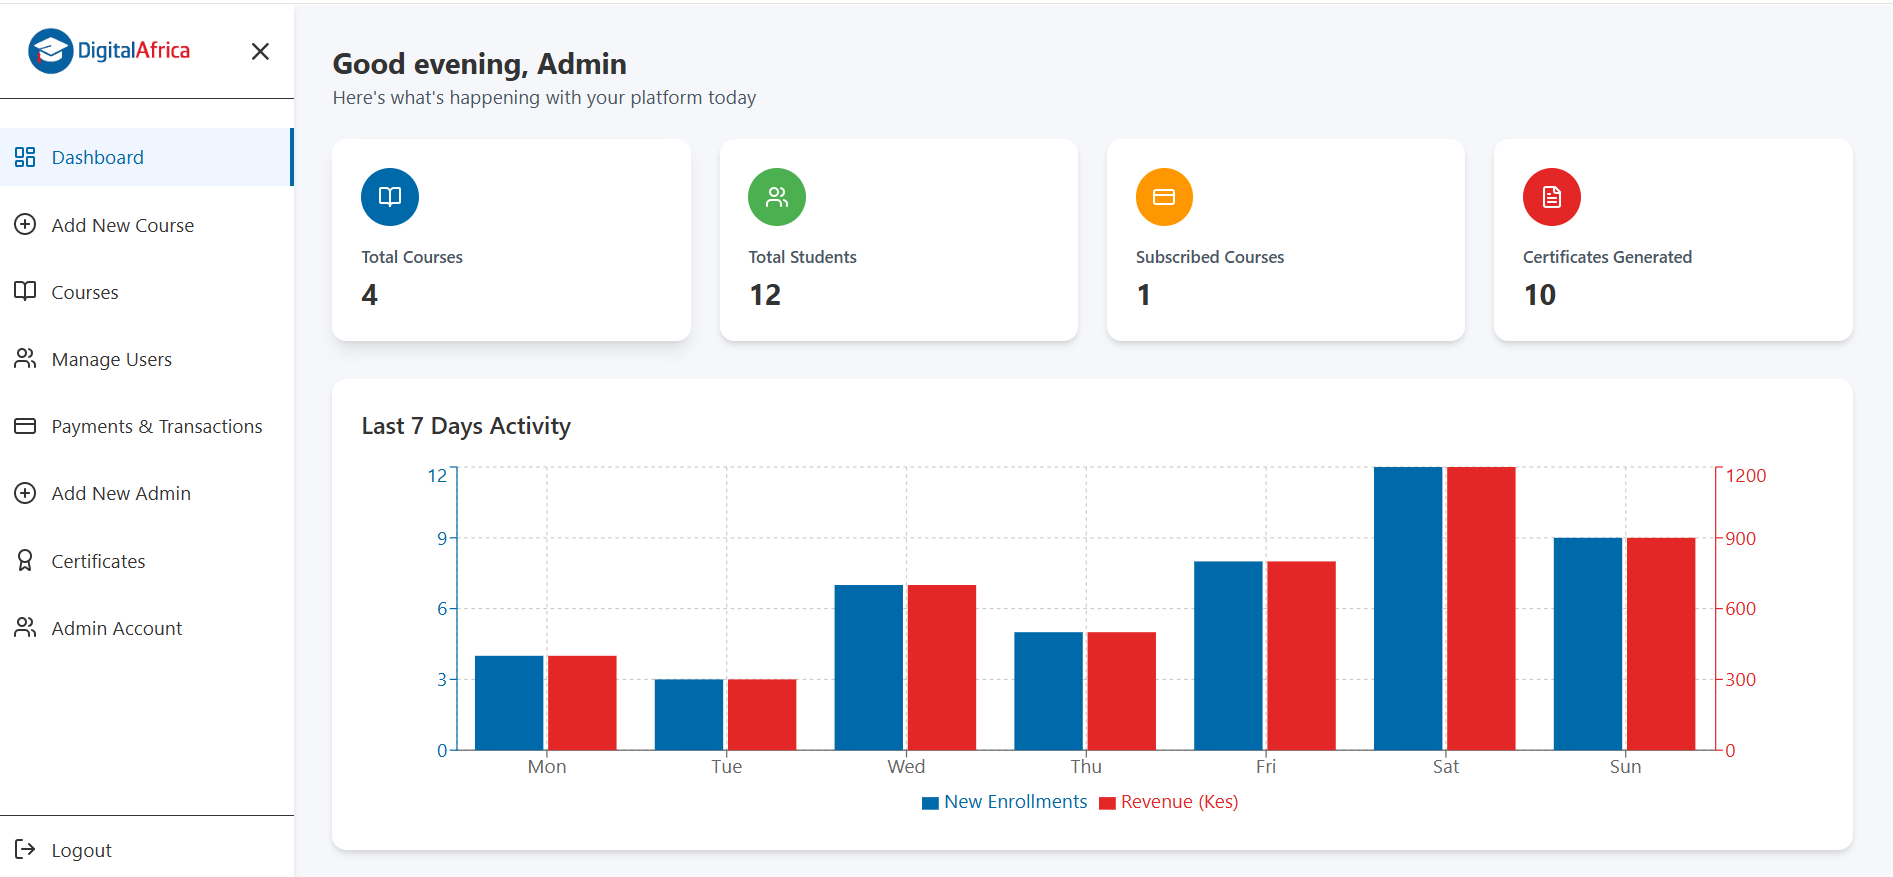 DigitalAfrica
Dashboard
Add New Course
Courses
Manage Users
Payments & Transactions
Add New Admin
Certificates
Admin Account
Logout
Good evening, Admin
Here's what's happening with your platform today
Total Courses
4
Total Students
12
Subscribed Courses
1
Certificates Generated
10
Last 7 Days Activity
12
9
6
3
0
1200
900
600
300
0
Mon Tue Wed Thu Fri Sat Sun
New Enrollments Revenue (Kes)